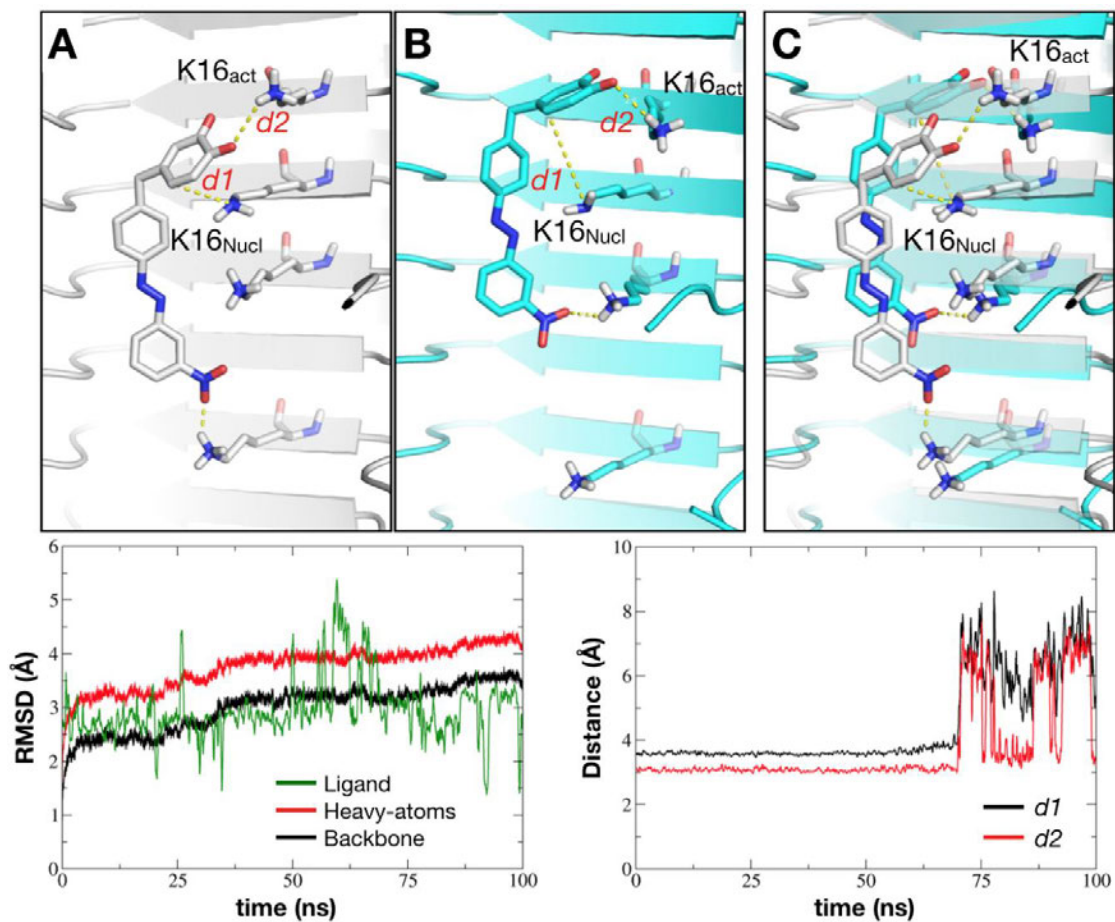 A
K16act
d2
d1
K16Nucl
B
K16act
d2
d1
K16Nucl
C
K16act
K16Nucl
6
5
4
3
2
1
0
RMSD (Å)
Ligand
Heavy-atoms
Backbone
0 25 50 75 100
time (ns)
10
8
6
4
2
0
Distance (Å)
d1
d2
0 25 50 75 100
time (ns)